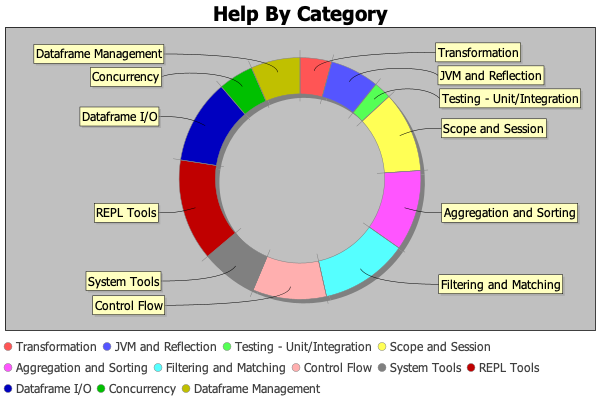 Help By Category
Dataframe Management
Transformation
Concurrency
JVM and Reflection
Testing - Unit/Integration
Dataframe I/O
Scope and Session
REPL Tools
Aggregation and Sorting
System Tools
Filtering and Matching
Control Flow
Transformation JVM and Reflection Testing - Unit/Integration Scope and Session
Aggregation and Sorting Filtering and Matching Control Flow System Tools REPL Tools
Dataframe I/O Concurrency Dataframe Management